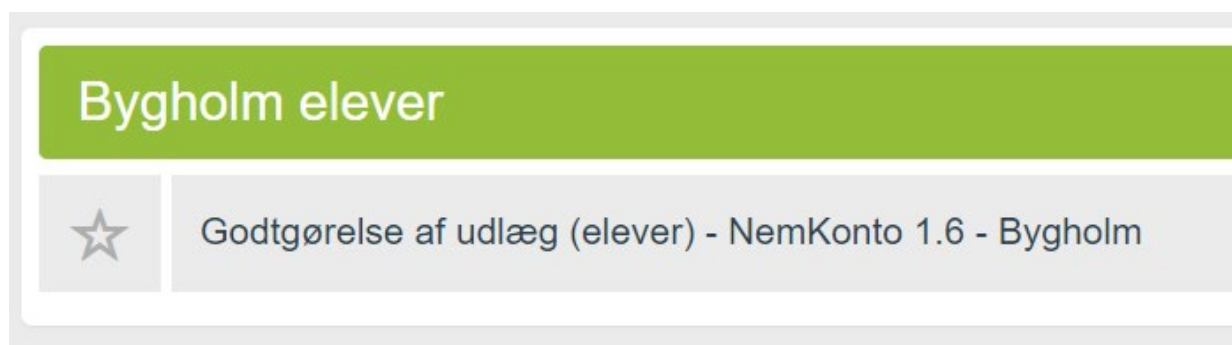 Bygholm elever
Godtgørelse af udlæg (elever) - NemKonto 1.6 - Bygholm